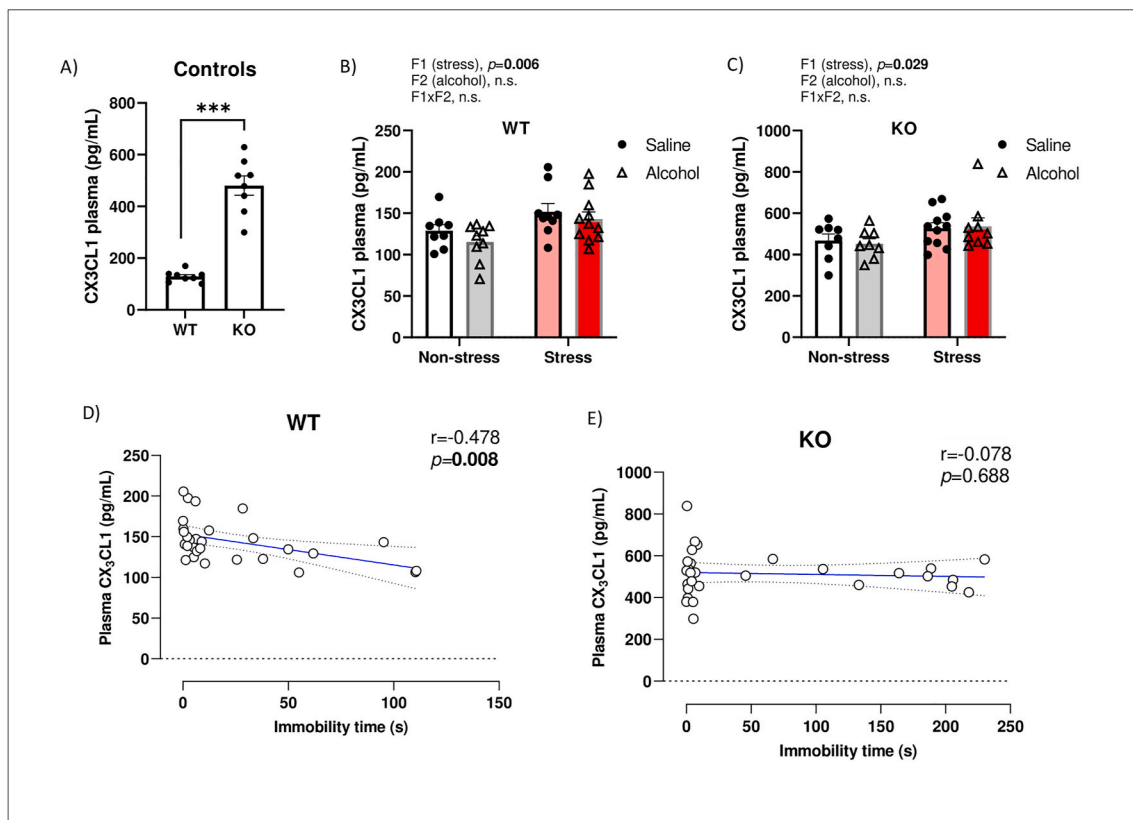 A)
Controls
***
CX3CL1 plasma (pg/mL)
800
600
400
200
0
WT
KO
B)
F1 (stress), p=0.006
F2 (alcohol), n.s.
F1xF2, n.s.
WT
Saline
Alcohol
CX3CL1 plasma (pg/mL)
250
200
150
100
50
0
Non-stress
Stress
C)
F1 (stress), p=0.029
F2 (alcohol), n.s.
F1xF2, n.s.
KO
Saline
Alcohol
CX3CL1 plasma (pg/mL)
1000
800
600
400
200
0
Non-stress
Stress
D)
WT
r=-0.478
p=0.008
Plasma CX₃CL1 (pg/mL)
250
200
150
100
50
0
0
50
100
150
Immobility time (s)
E)
KO
r=-0.078
p=0.688
Plasma CX₃CL1 (pg/mL)
1000
800
600
400
200
0
0
50
100
150
200
250
Immobility time (s)